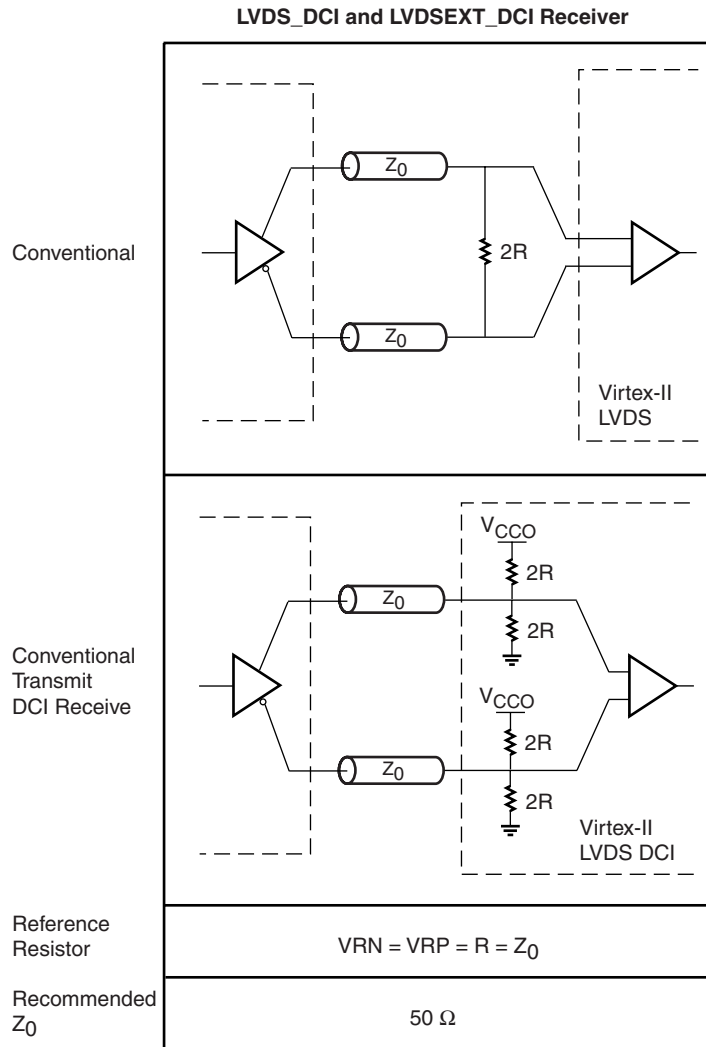 LVDS_DCI and LVDSEXT_DCI Receiver
Conventional
Z0
2R
Z0
Virtex-II
LVDS
Conventional
Transmit
DCI Receive
VCCO
2R
Z0
2R
VCCO
2R
Z0
2R
Virtex-II
LVDS DCI
Reference
Resistor
VRN = VRP = R = Z0
Recommended
Z0
50 Ω